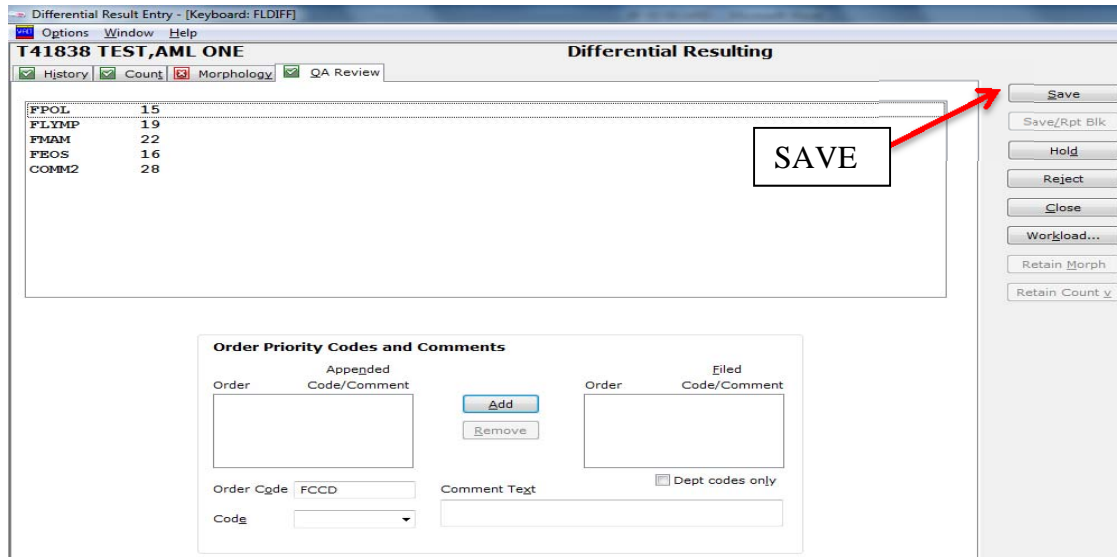 Differential Result Entry - [Keyboard: FLDIFF]
Options Window Help
T41838 TEST,AML ONE Differential Resulting
History Count Morphology QA Review
FPOL 15
FLYMP 19
FMAM 22
FEOS 16
COMM2 28
SAVE
Save
Save/Rpt Blk
Hold
Reject
Close
Workload...
Retain Morph
Retain Count v
Order Priority Codes and Comments
Appended Filed
Order Code/Comment Order Code/Comment
Add
Remove
Dept codes only
Order Code FCCD Comment Text
Code